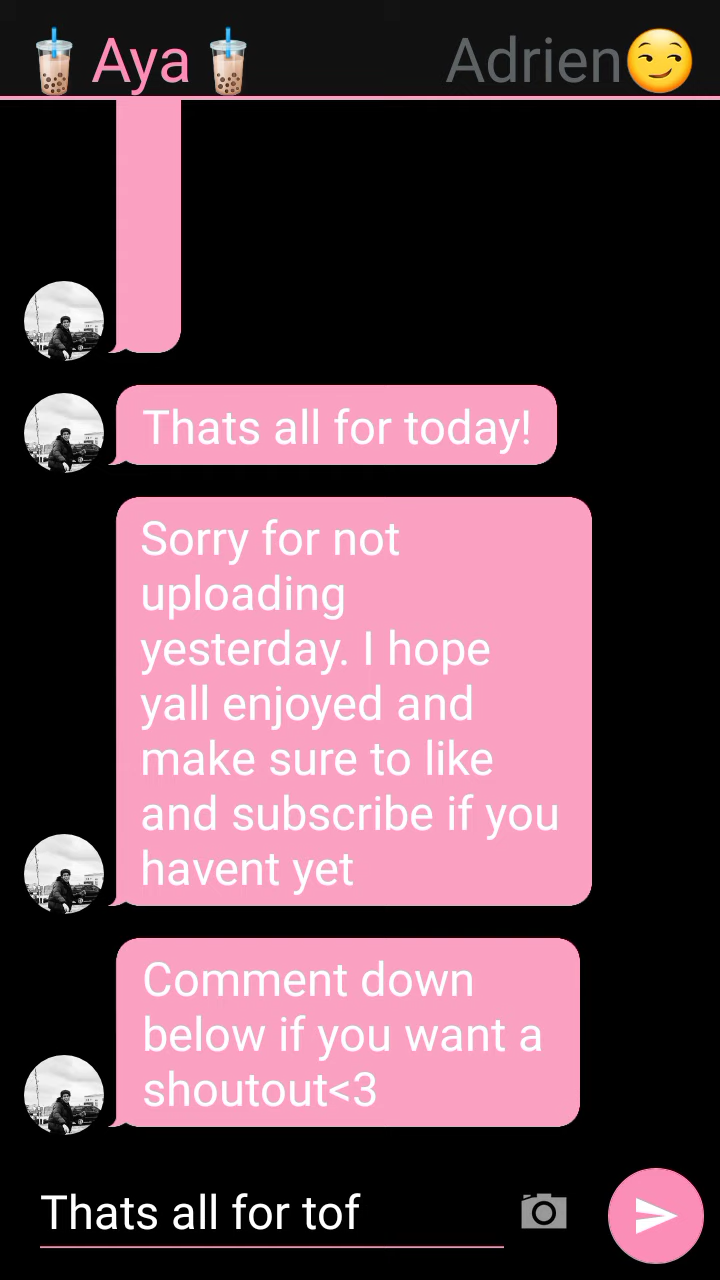 🧋 Aya 🧋 Adrien😏
Thats all for today!
Sorry for not
uploading
yesterday. I hope
yall enjoyed and
make sure to like
and subscribe if you
havent yet
Comment down
below if you want a
shoutout<3
Thats all for tof